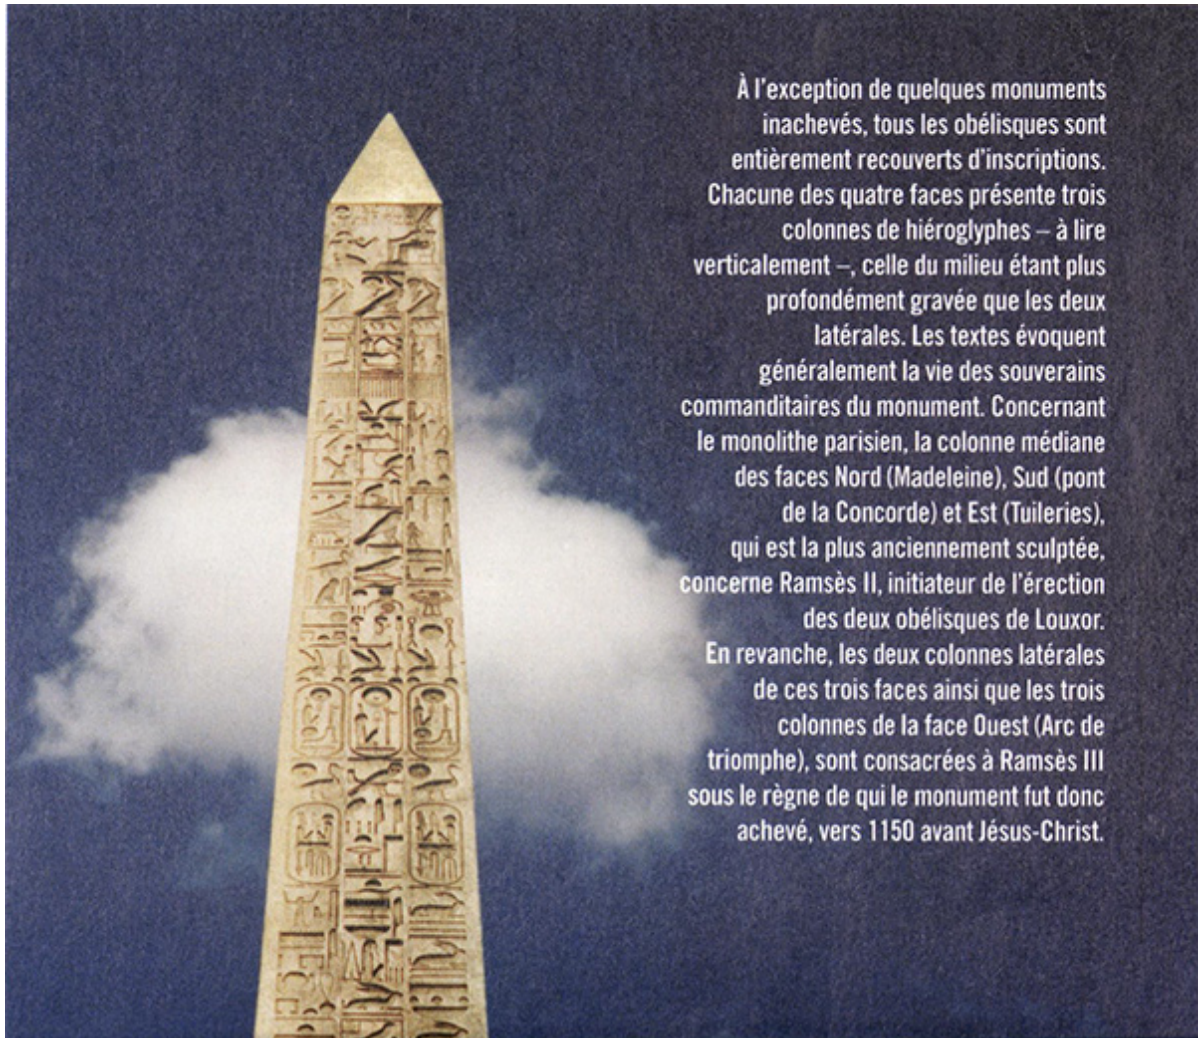 À l'exception de quelques monuments
inachevés, tous les obélisques sont
entièrement recouverts d'inscriptions.
Chacune des quatre faces présente trois
colonnes de hiéroglyphes – à lire
verticalement –, celle du milieu étant plus
profondément gravée que les deux
latérales. Les textes évoquent
généralement la vie des souverains
commanditaires du monument. Concernant
le monolithe parisien, la colonne médiane
des faces Nord (Madeleine), Sud (pont
de la Concorde) et Est (Tuileries),
qui est la plus anciennement sculptée,
concerne Ramsès II, initiateur de l'érection
des deux obélisques de Louxor.
En revanche, les deux colonnes latérales
de ces trois faces ainsi que les trois
colonnes de la face Ouest (Arc de
triomphe), sont consacrées à Ramsès III
sous le règne de qui le monument fut donc
achevé, vers 1150 avant Jésus-Christ.